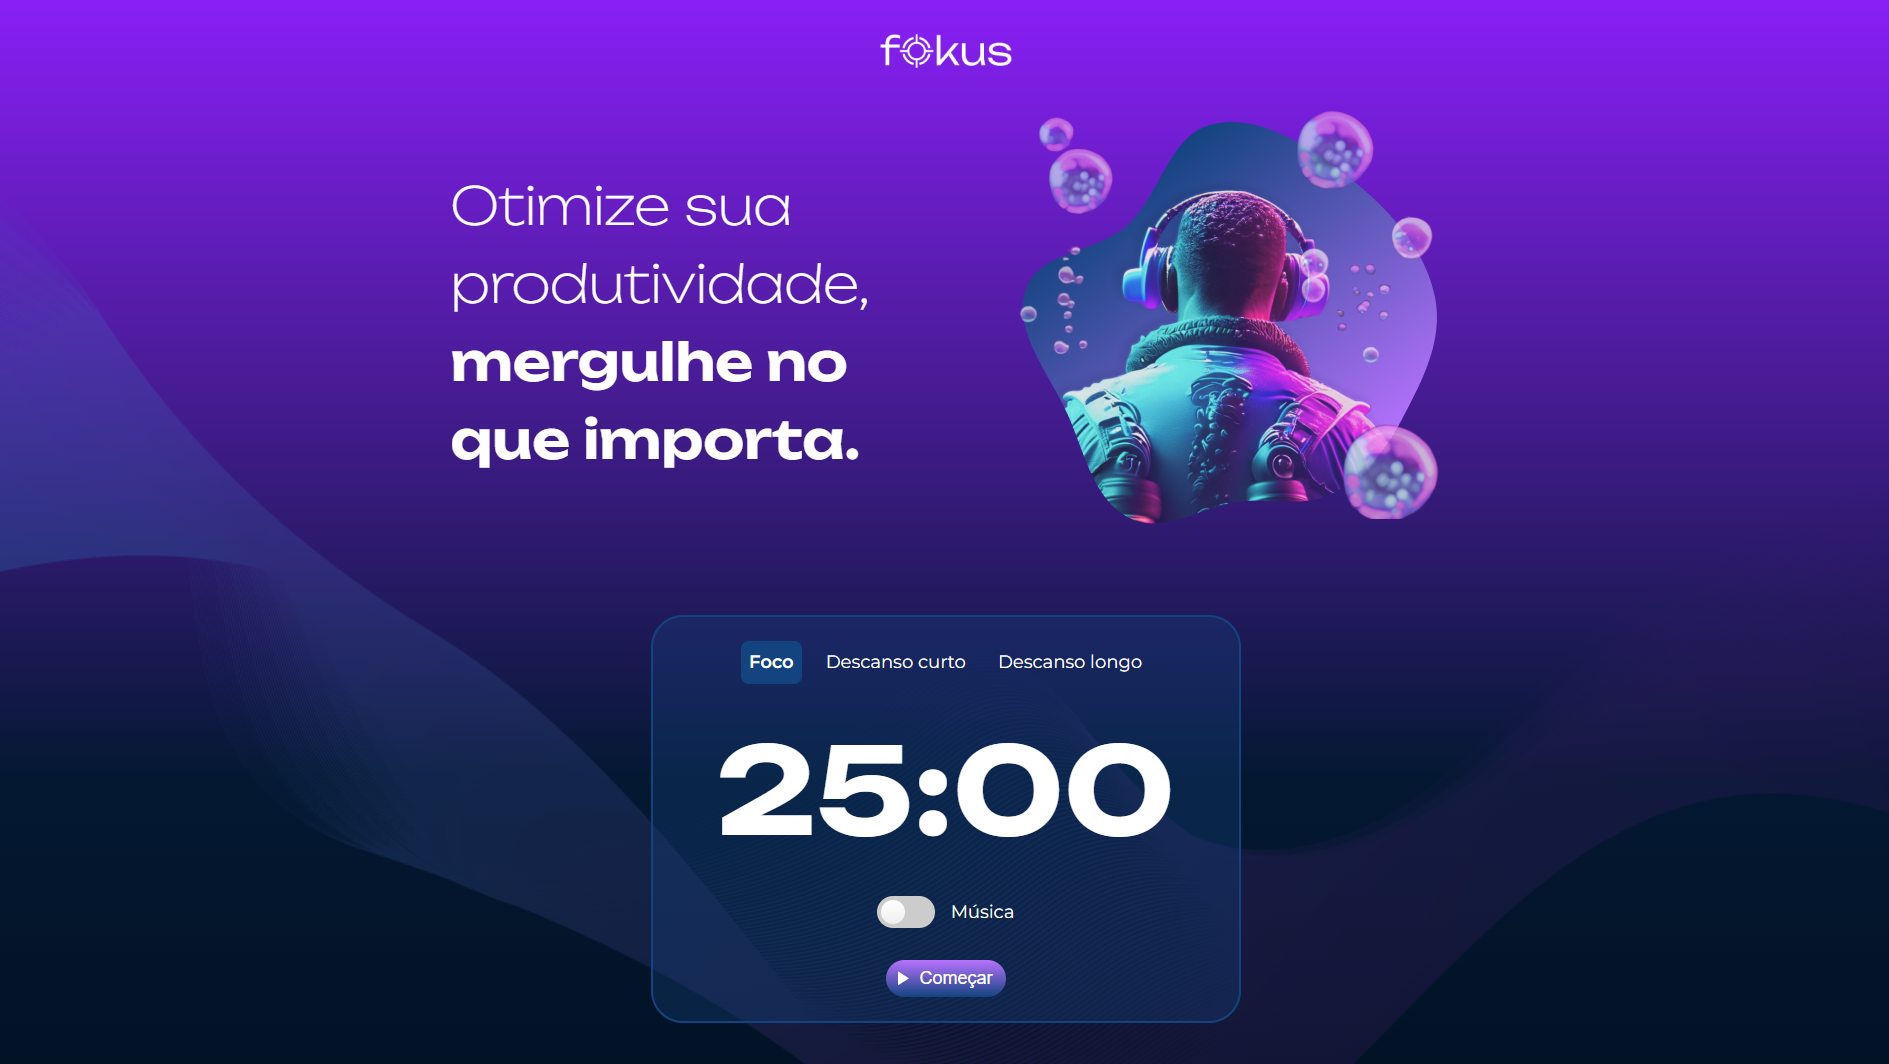 fokus
Otimize sua
produtividade,
mergulhe no
que importa.
Foco Descanso curto Descanso longo
25:00
Música
Começar